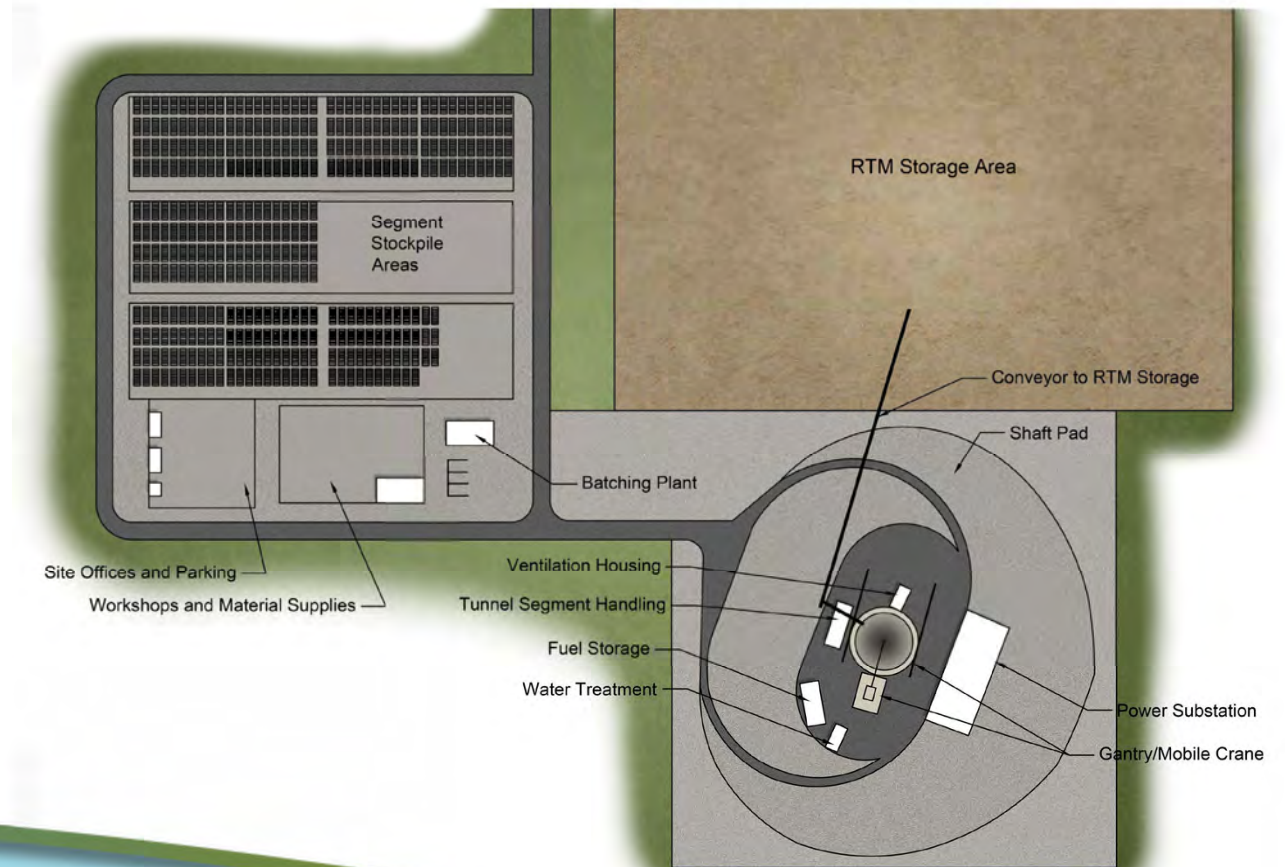 RTM Storage Area
Segment
Stockpile
Areas
Conveyor to RTM Storage
Shaft Pad
Batching Plant
Site Offices and Parking
Workshops and Material Supplies
Ventilation Housing
Tunnel Segment Handling
Fuel Storage
Water Treatment
Power Substation
Gantry/Mobile Crane